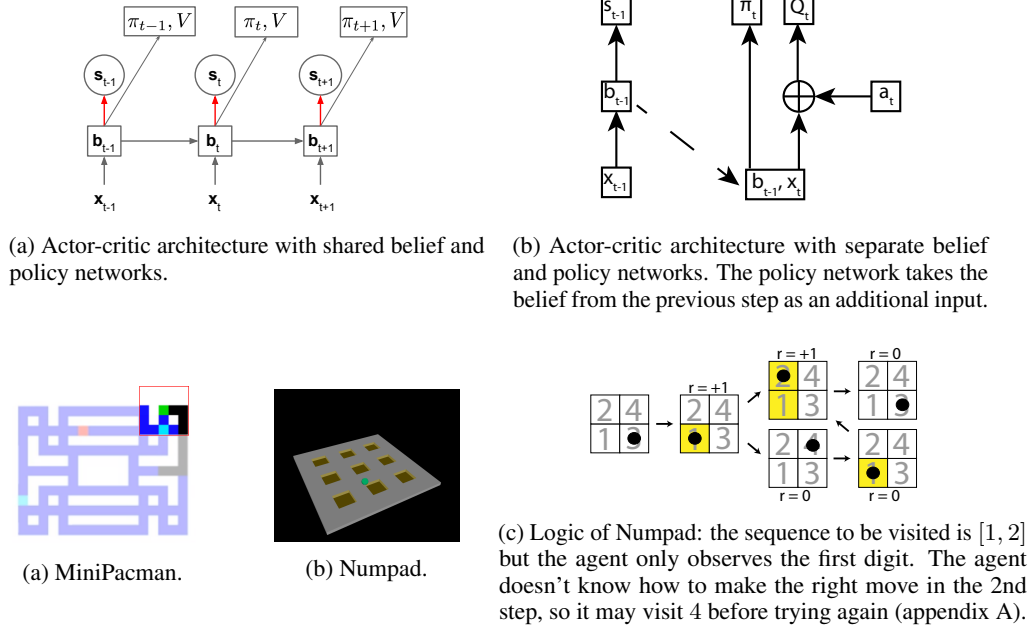 π_{t−1}, V π_t, V π_{t+1}, V
s_{t-1} s_t s_{t+1}
b_{t-1} b_t b_{t+1}
x_{t-1} x_t x_{t+1}
(a) Actor-critic architecture with shared belief and
policy networks.
s_{t-1} π_t Q_t
b_{t-1} a_t
x_{t-1} b_{t-1}, x_t
(b) Actor-critic architecture with separate belief
and policy networks. The policy network takes the
belief from the previous step as an additional input.
(a) MiniPacman.
(b) Numpad.
r = +1 r = 0
2 4 2 4
r = +1
1 3 1 3
2 4 2 4
1 3 1 3
2 4 2 4
1 3 1 3
r = 0 r = 0
(c) Logic of Numpad: the sequence to be visited is [1, 2]
but the agent only observes the first digit. The agent
doesn't know how to make the right move in the 2nd
step, so it may visit 4 before trying again (appendix A).